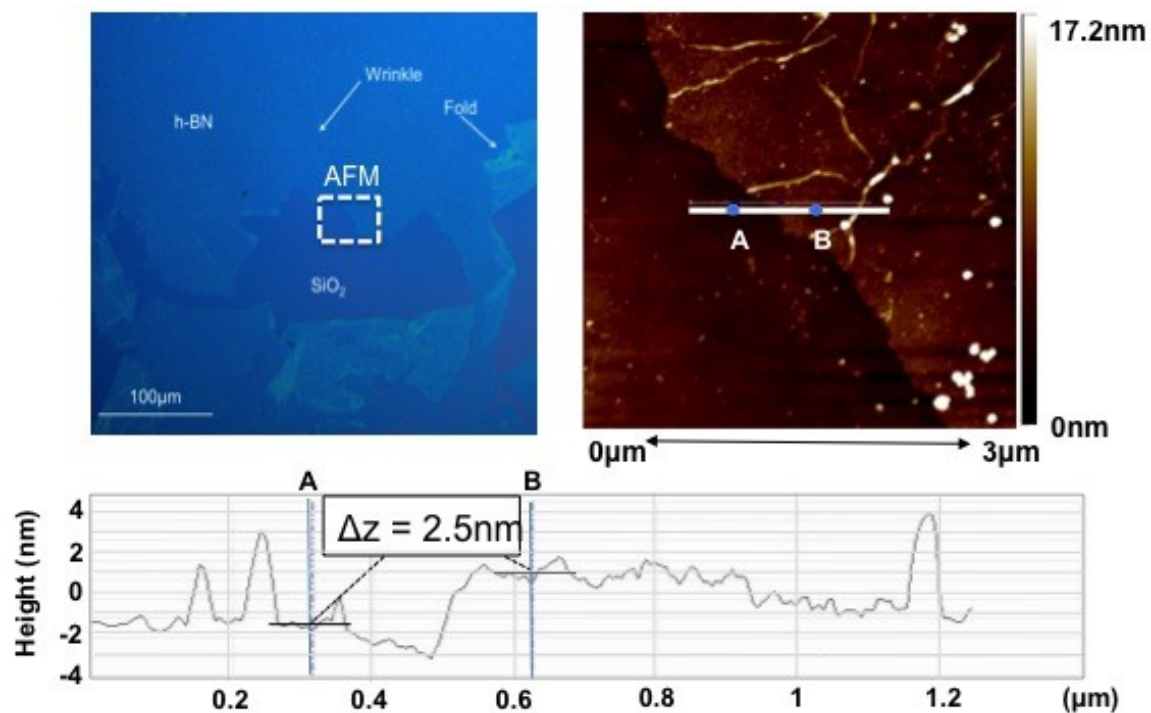 Wrinkle
Fold
h-BN
AFM
SiO₂
100μm
17.2nm
A
B
0nm
0μm
3μm
A
B
Δz = 2.5nm
Height (nm)
4
2
0
-2
-4
0.2
0.4
0.6
0.8
1
1.2
(μm)